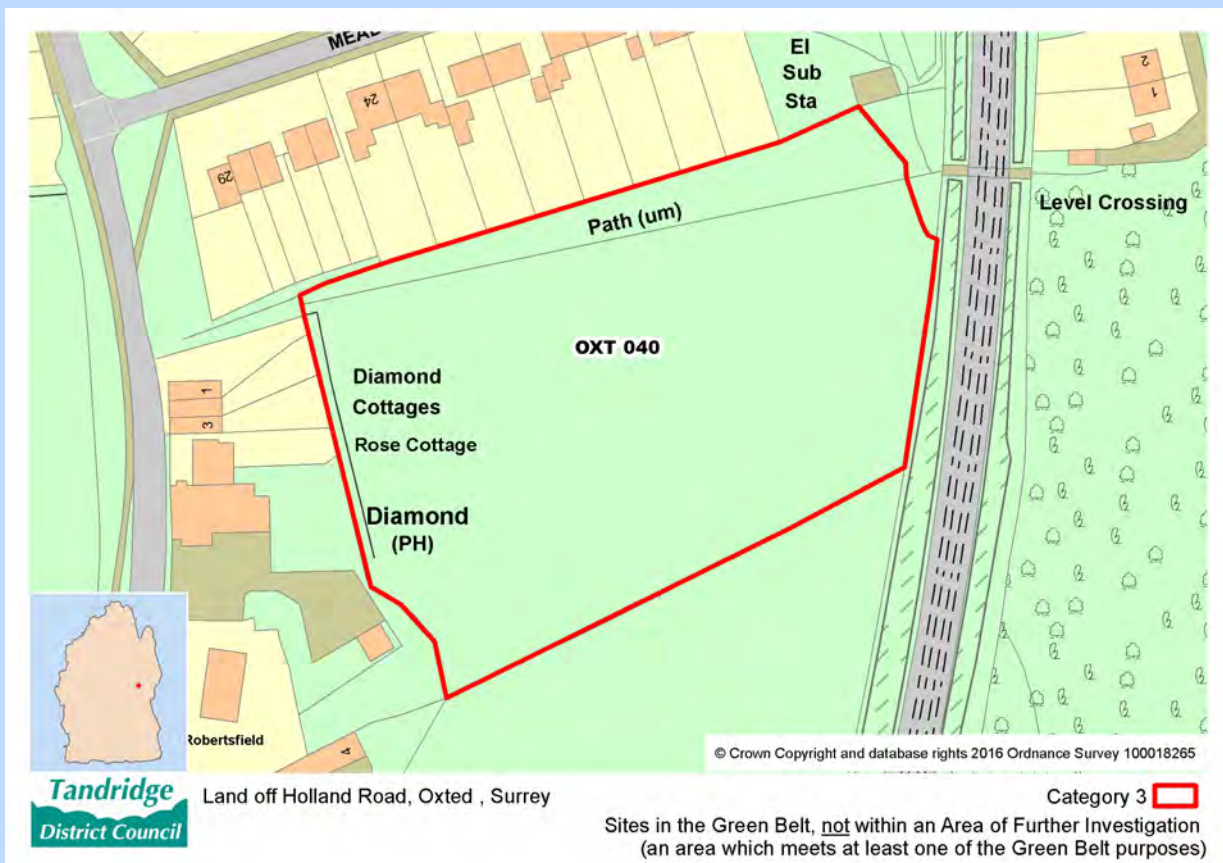 MEAD
El
Sub
Sta
2
1
24
29
Path (um)
Level Crossing
OXT 040
Diamond
Cottages
1
3
Rose Cottage
Diamond
(PH)
Robertsfield
4
© Crown Copyright and database rights 2016 Ordnance Survey 100018265
Tandridge
District Council
Land off Holland Road, Oxted , Surrey
Category 3
Sites in the Green Belt, not within an Area of Further Investigation
(an area which meets at least one of the Green Belt purposes)